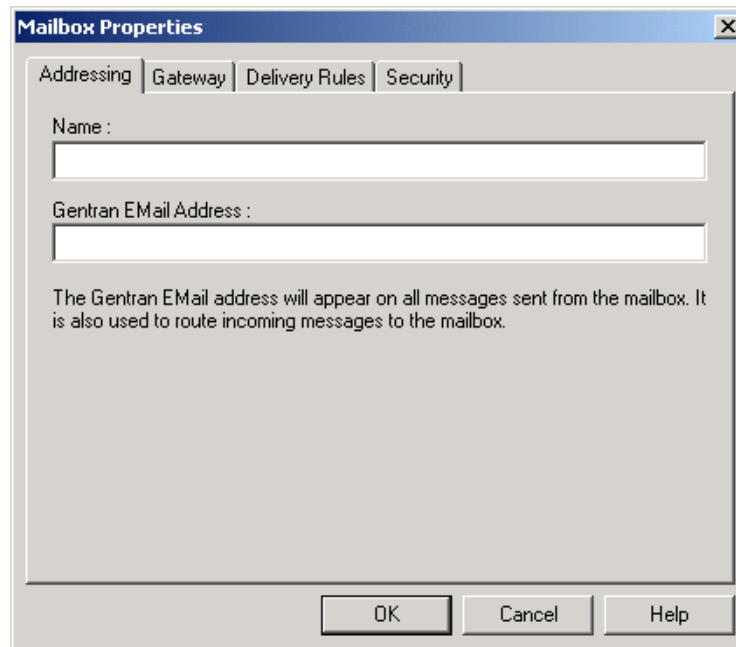 Mailbox Properties
Addressing Gateway Delivery Rules Security
Name :
Gentran EMail Address :
The Gentran EMail address will appear on all messages sent from the mailbox. It
is also used to route incoming messages to the mailbox.
OK Cancel Help